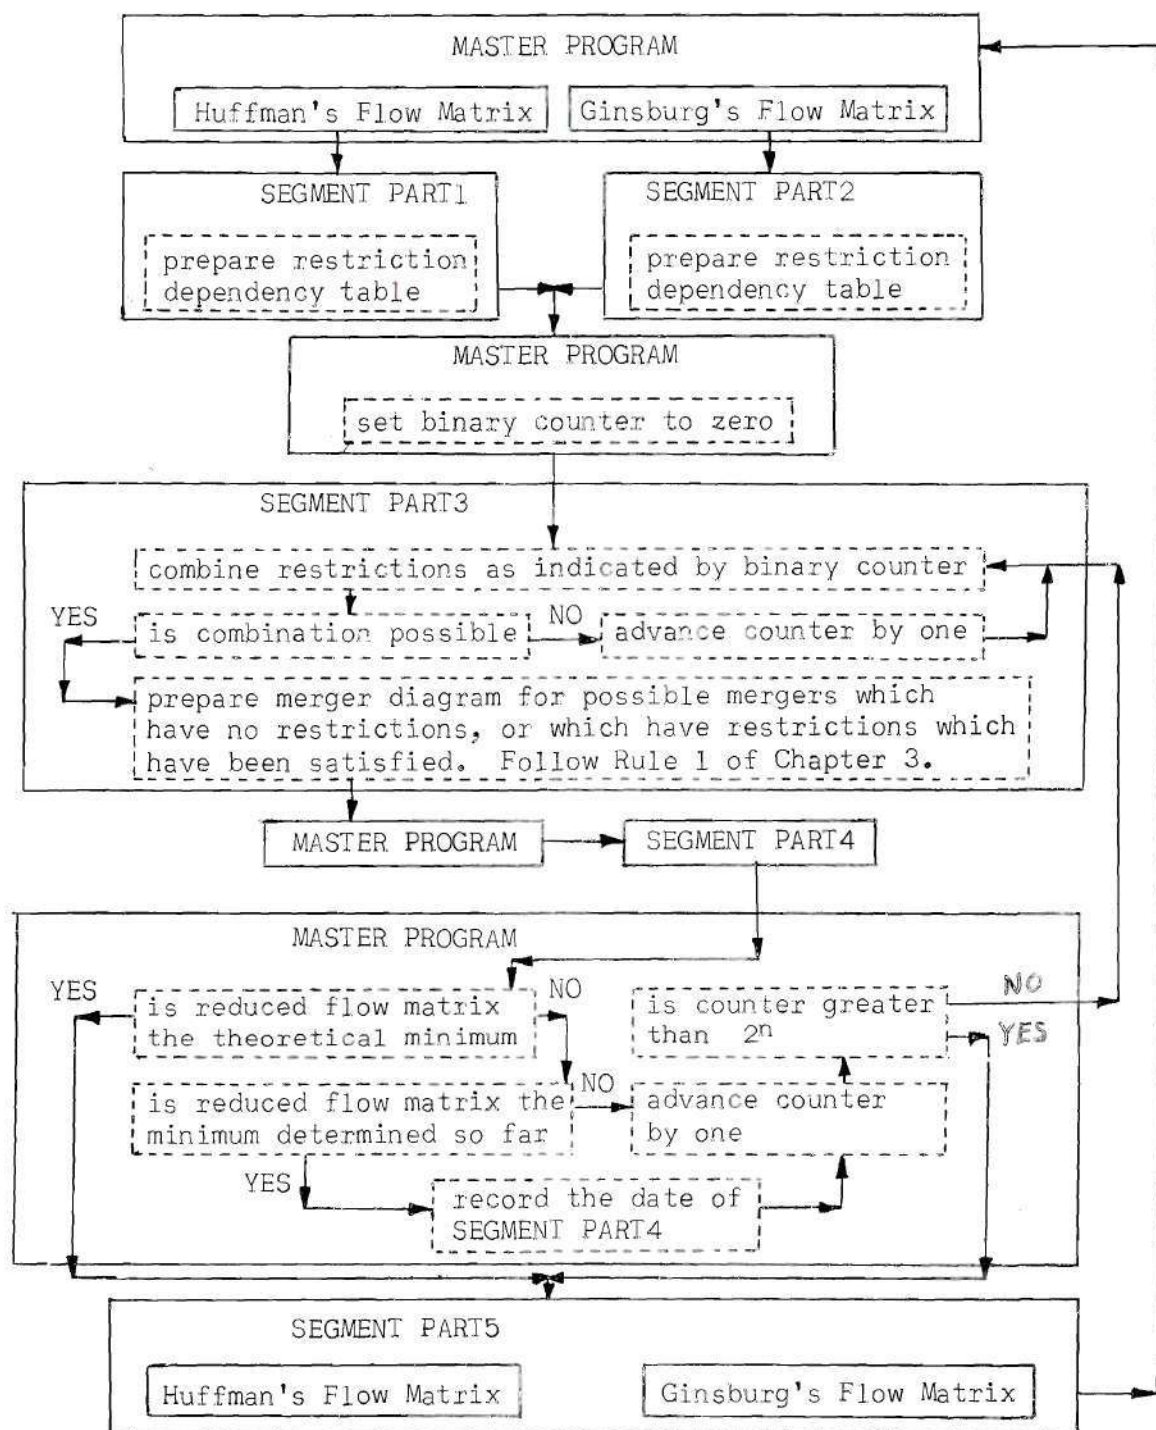 MASTER PROGRAM
Huffman's Flow Matrix
Ginsburg's Flow Matrix
SEGMENT PART1
prepare restriction
dependency table
SEGMENT PART2
prepare restriction
dependency table
MASTER PROGRAM
set binary counter to zero
SEGMENT PART3
combine restrictions as indicated by binary counter
YES
is combination possible
NO
advance counter by one
prepare merger diagram for possible mergers which
have no restrictions, or which have restrictions which
have been satisfied. Follow Rule 1 of Chapter 3.
MASTER PROGRAM
SEGMENT PART4
MASTER PROGRAM
YES
is reduced flow matrix
the theoretical minimum
NO
is counter greater
than 2ⁿ
NO
YES
is reduced flow matrix the
minimum determined so far
NO
advance counter
by one
YES
record the date of
SEGMENT PART4
SEGMENT PART5
Huffman's Flow Matrix
Ginsburg's Flow Matrix